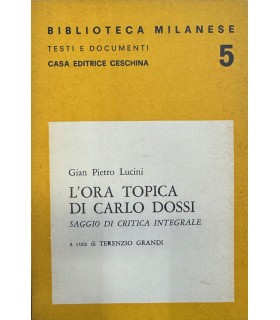 BIBLIOTECA MILANESE
TESTI E DOCUMENTI
CASA EDITRICE CESCHINA
5
Gian Pietro Lucini
L'ORA TOPICA
DI CARLO DOSSI
SAGGIO DI CRITICA INTEGRALE
a cura di TERENZIO GRANDI